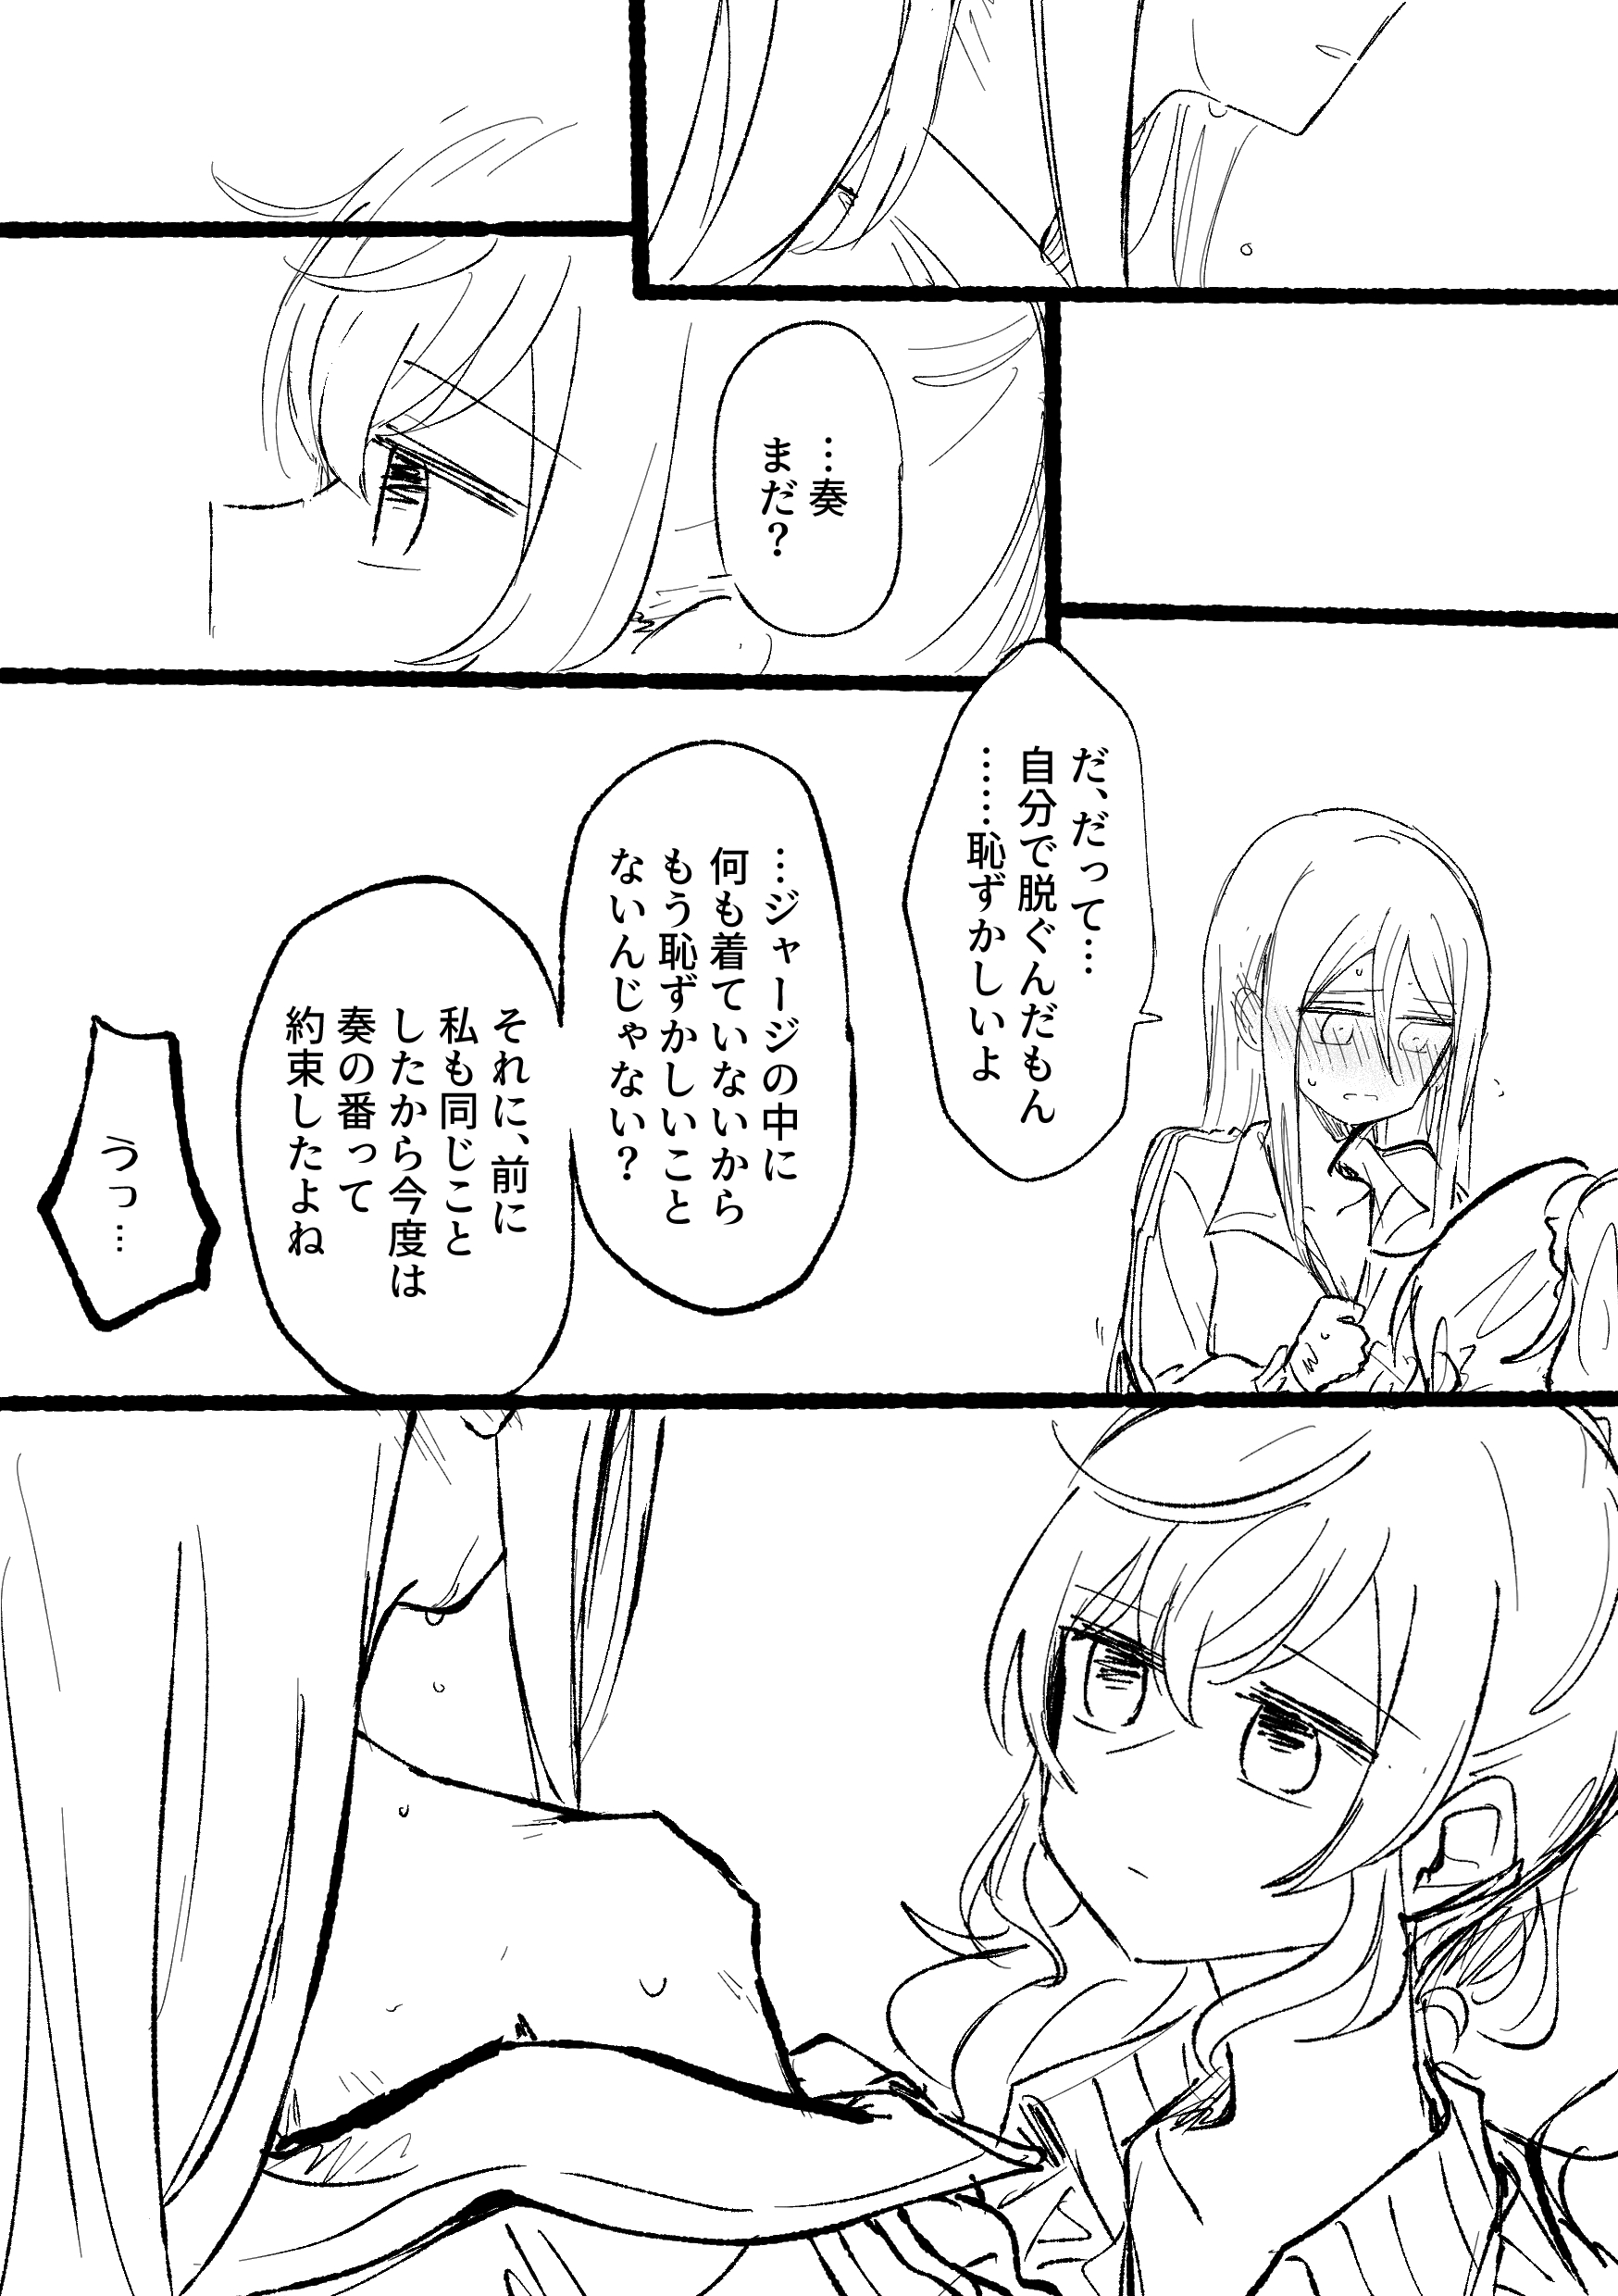 …奏
まだ？
だ、だって…
自分で脱ぐんだもん
……恥ずかしいよ
…ジャージの中に
何も着ていないから
もう恥ずかしいこと
ないんじゃない？
それに、前に
私も同じこと
したから今度は
奏の番って
約束したよね
うっ…